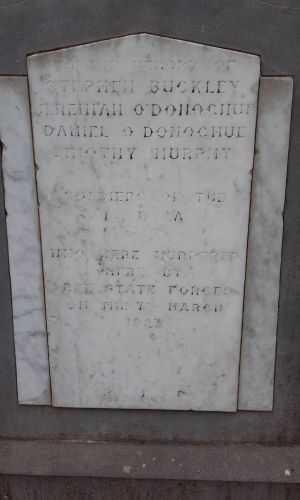 TO THE MEMORY OF
STEPHEN BUCKLEY
JEREMIAH O'DONOGHUE
DANIEL O'DONOGHUE
TIMOTHY MURPHY
SOLDIERS OF THE
I R A
WHO WERE MURDERED
HERE BY
FREE STATE FORCES
ON THE 7TH MARCH
1923
R. I. P.